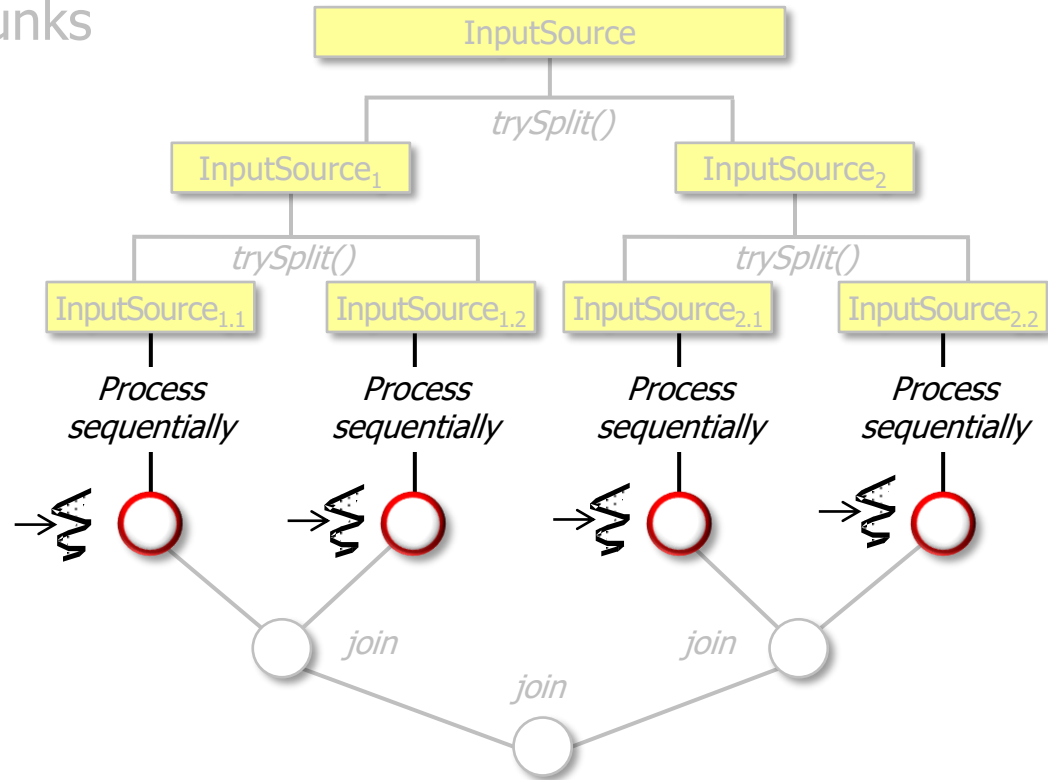 unks
InputSource
trySplit()
InputSource₁ InputSource₂
trySplit() trySplit()
InputSource₁.₁ InputSource₁.₂ InputSource₂.₁ InputSource₂.₂
Process Process Process Process
sequentially sequentially sequentially sequentially
join join
join